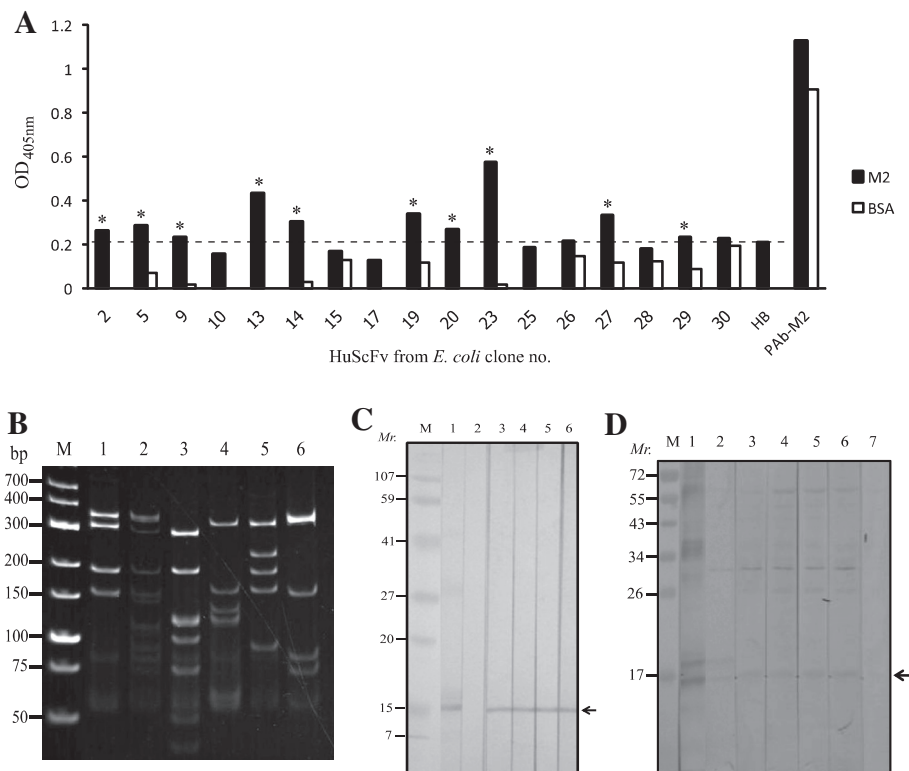 A
1.2
1
0.8
0.6
0.4
0.2
0
OD405nm
* * * * * * * * * *
M2
BSA
2 5 9 10 13 14 15 17 19 20 23 25 26 27 28 29 30 HB PAb-M2
HuScFv from E. coli clone no.
B
bp M 1 2 3 4 5 6
700
400
300
200
150
100
75
50
C
Mr. M 1 2 3 4 5 6
107
59
41
27
20
15
7
D
Mr. M 1 2 3 4 5 6 7
72
55
43
34
26
17